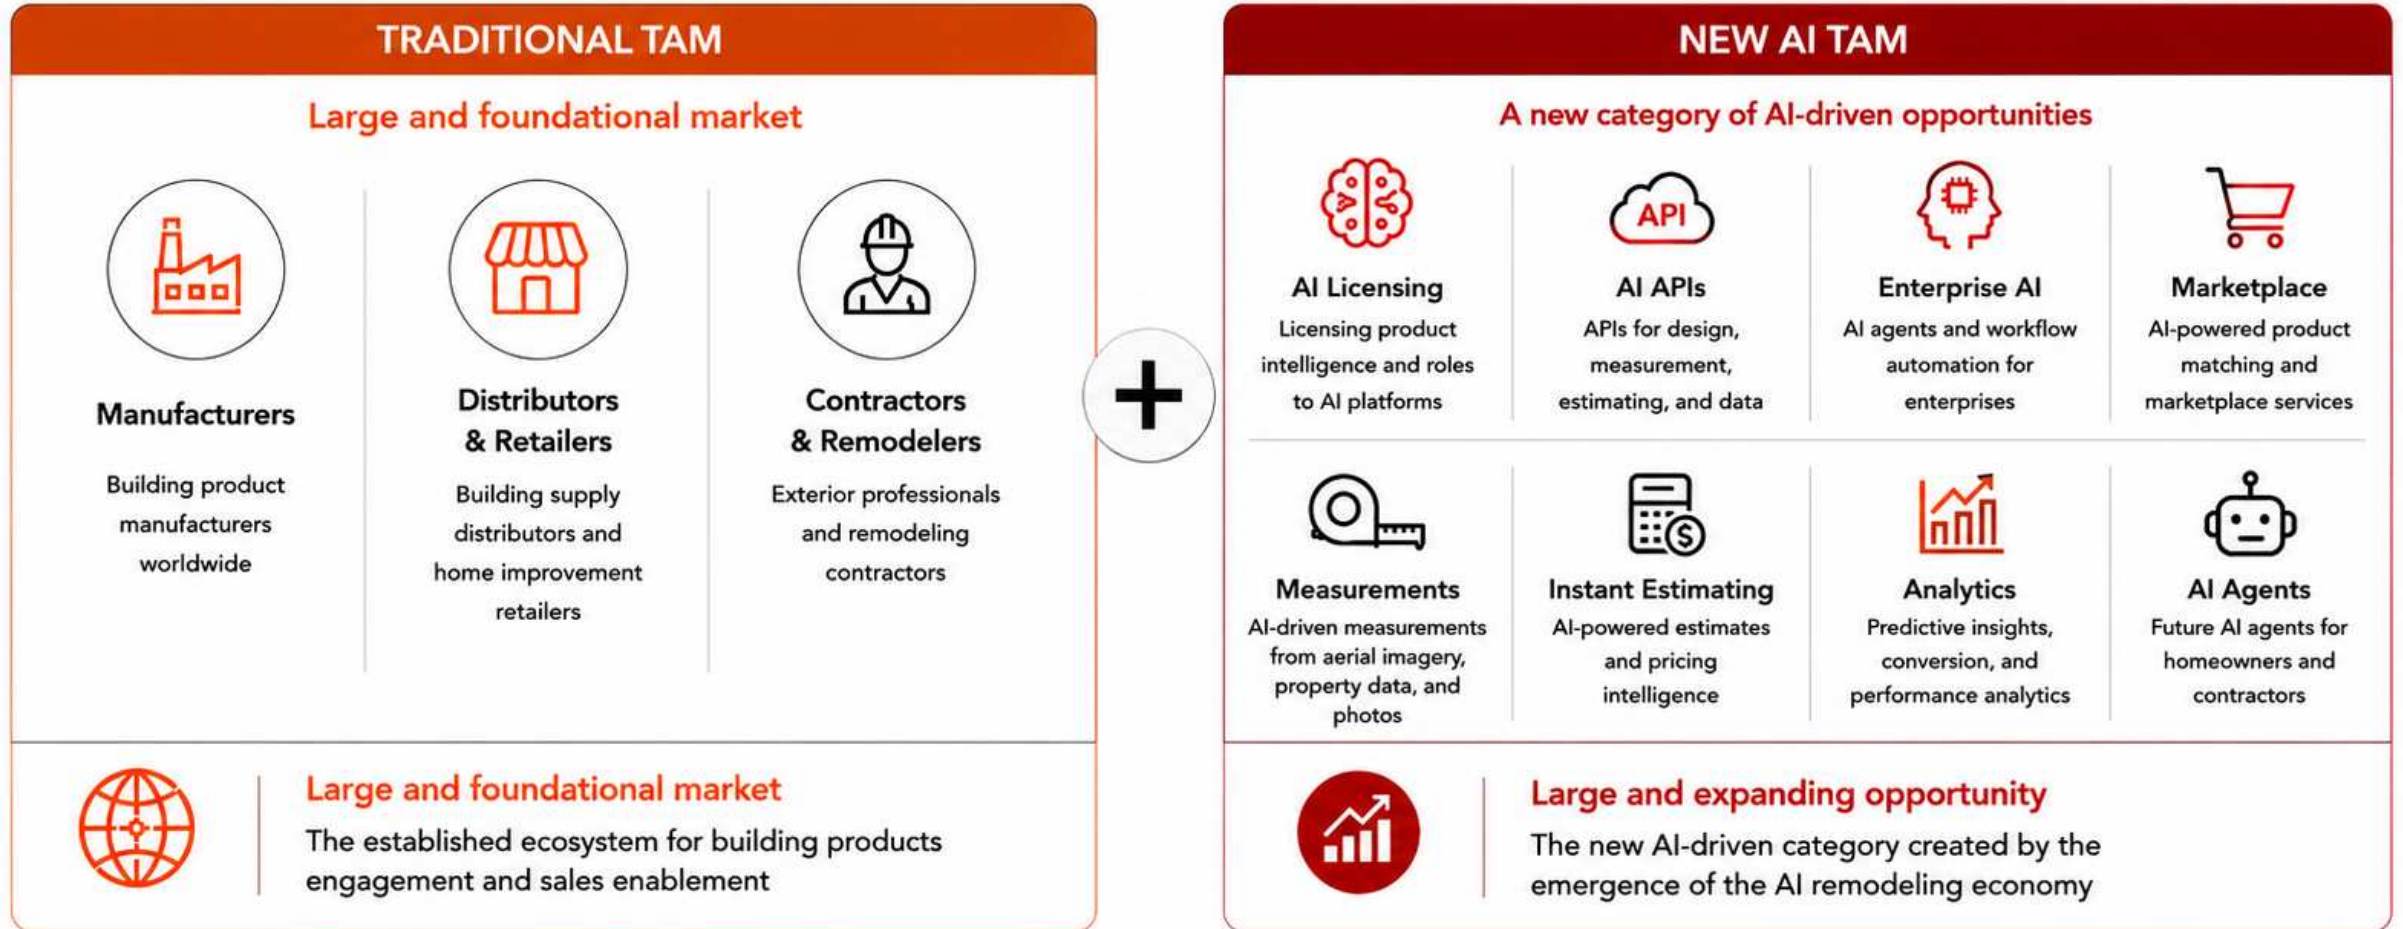 TRADITIONAL TAM
Large and foundational market
Manufacturers
Building product
manufacturers
worldwide
Distributors
& Retailers
Building supply
distributors and
home improvement
retailers
Contractors
& Remodelers
Exterior professionals
and remodeling
contractors
Large and foundational market
The established ecosystem for building products
engagement and sales enablement
+
NEW AI TAM
A new category of AI-driven opportunities
AI Licensing
Licensing product
intelligence and roles
to AI platforms
API
AI APIs
APIs for design,
measurement,
estimating, and data
Enterprise AI
AI agents and workflow
automation for
enterprises
Marketplace
AI-powered product
matching and
marketplace services
Measurements
AI-driven measurements
from aerial imagery,
property data, and
photos
$
Instant Estimating
AI-powered estimates
and pricing
intelligence
Analytics
Predictive insights,
conversion, and
performance analytics
AI Agents
Future AI agents for
homeowners and
contractors
Large and expanding opportunity
The new AI-driven category created by the
emergence of the AI remodeling economy